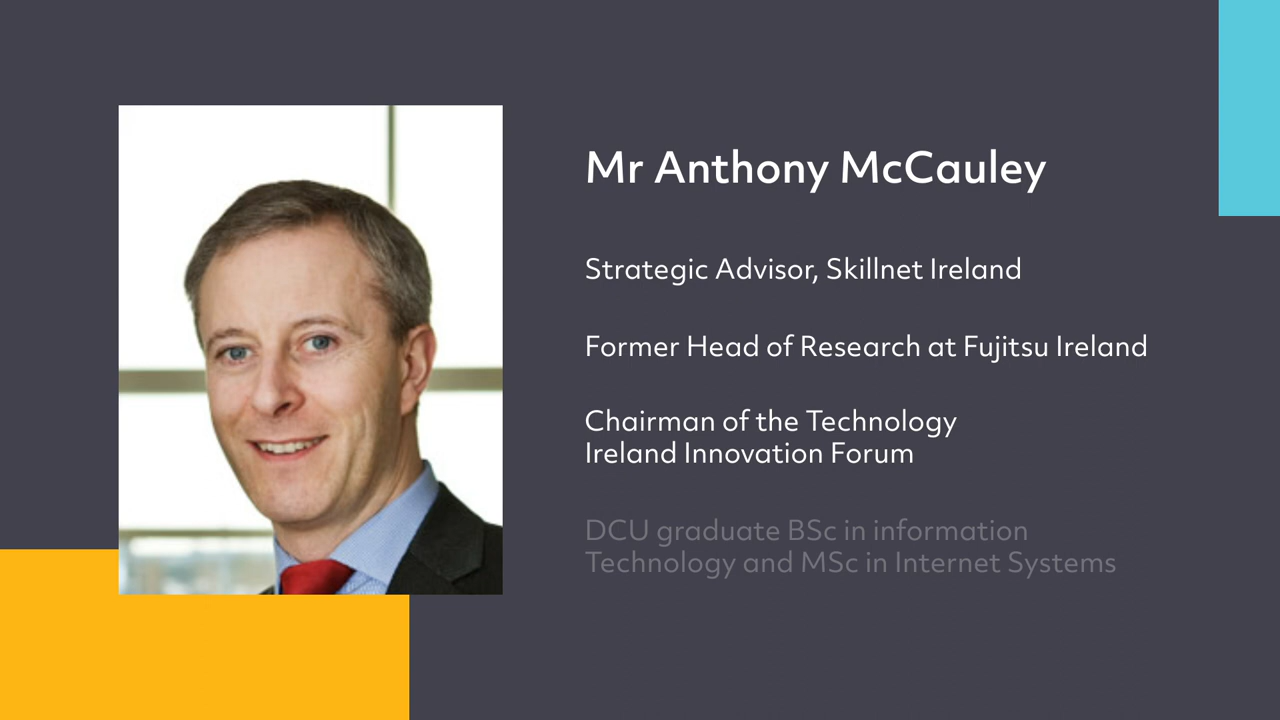 Mr Anthony McCauley
Strategic Advisor, Skillnet Ireland
Former Head of Research at Fujitsu Ireland
Chairman of the Technology
Ireland Innovation Forum
DCU graduate BSc in information
Technology and MSc in Internet Systems